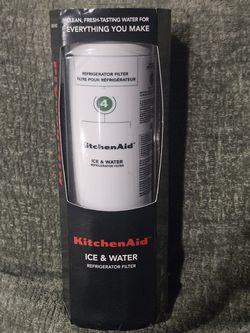 CLEAN, FRESH-TASTING WATER FOR
EVERYTHING YOU MAKE
REFRIGERATOR FILTER
FILTRE POUR RÉFRIGÉRATEUR
4
KitchenAid
ICE & WATER
REFRIGERATOR FILTER
KitchenAid
ICE & WATER
REFRIGERATOR FILTER